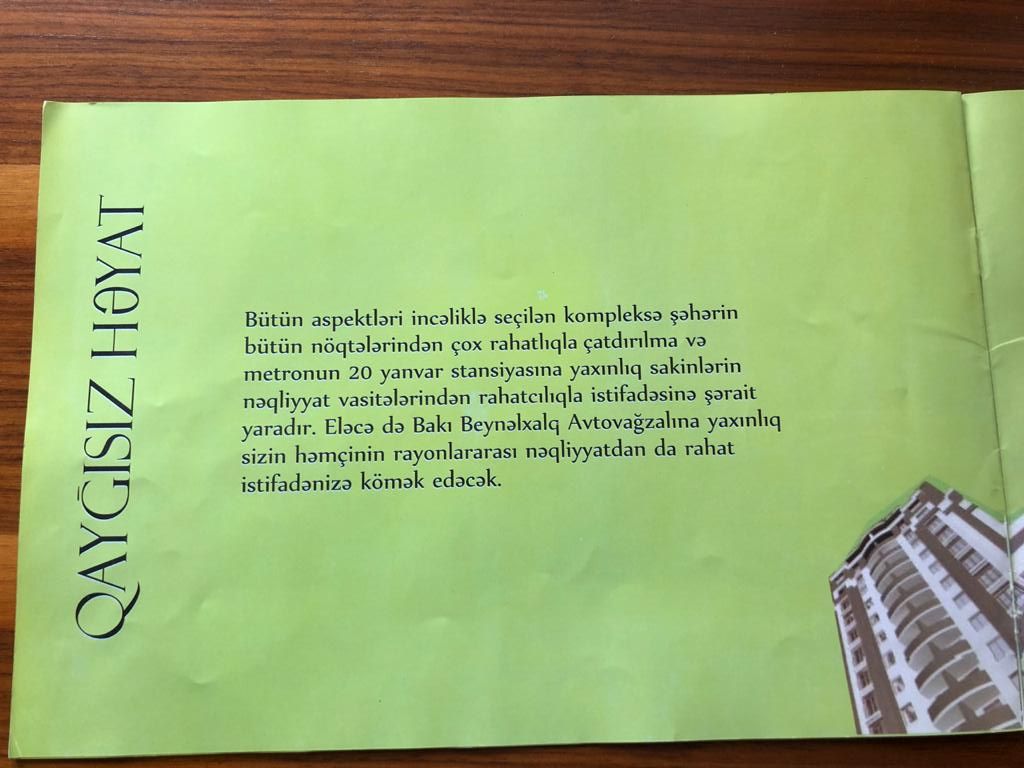 QAYĞISIZ HƏYAT
Bütün aspektləri incəliklə seçilən kompleksə şəhərin
bütün nöqtələrindən çox rahatlıqla çatdırılma və
metronun 20 yanvar stansiyasına yaxınlıq sakinlərin
nəqliyyat vasitələrindən rahatcılıqla istifadəsinə şərait
yaradır. Eləcə də Bakı Beynəlxalq Avtovağzalına yaxınlıq
sizin həmçinin rayonlararası nəqliyyatdan da rahat
istifadənizə kömək edəcək.